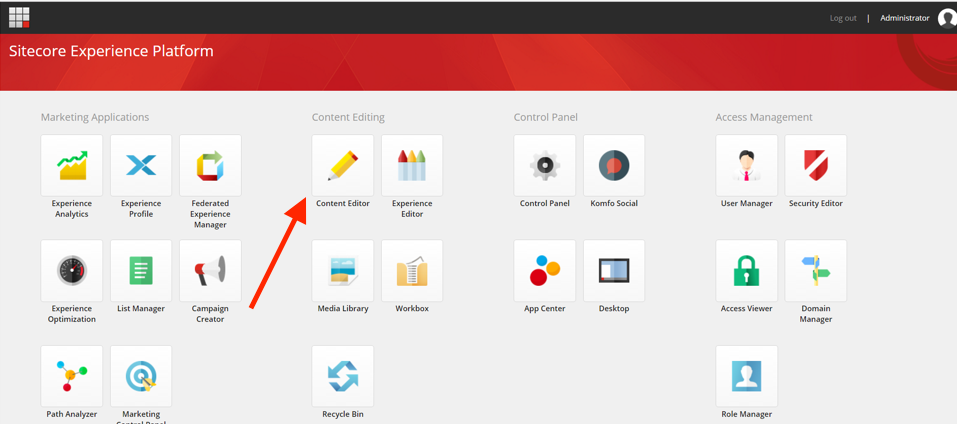 Log out | Administrator
Sitecore Experience Platform
Marketing Applications
Experience
Analytics
Experience
Profile
Federated
Experience
Manager
Experience
Optimization
List Manager
Campaign
Creator
Path Analyzer
Marketing
Control Panel
Content Editing
Content Editor
Experience
Editor
Media Library
Workbox
Recycle Bin
Control Panel
Control Panel
Komfo Social
App Center
Desktop
Access Management
User Manager
Security Editor
Access Viewer
Domain
Manager
Role Manager